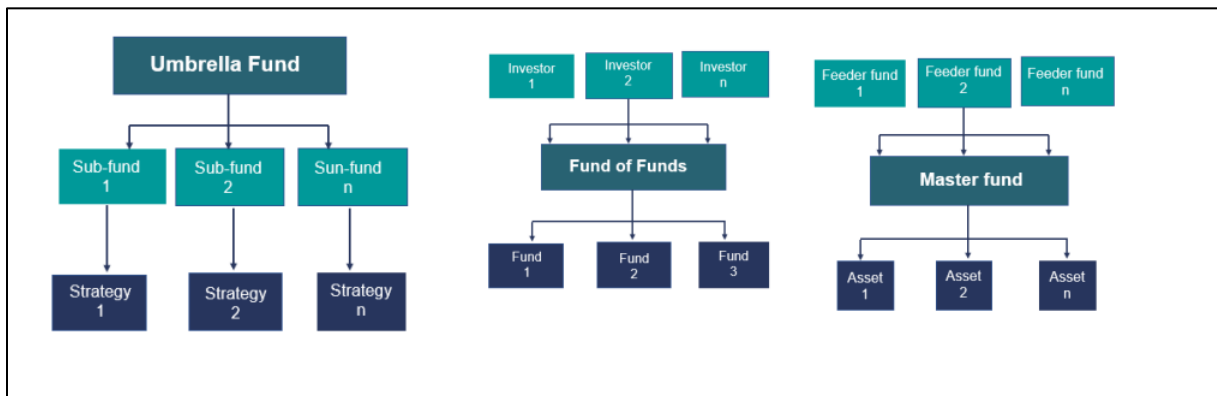 Umbrella Fund
Sub-fund
1
Sub-fund
2
Sun-fund
n
Strategy
1
Strategy
2
Strategy
n
Investor
1
Investor
2
Investor
n
Fund of Funds
Fund
1
Fund
2
Fund
3
Feeder fund
1
Feeder fund
2
Feeder fund
n
Master fund
Asset
1
Asset
2
Asset
n